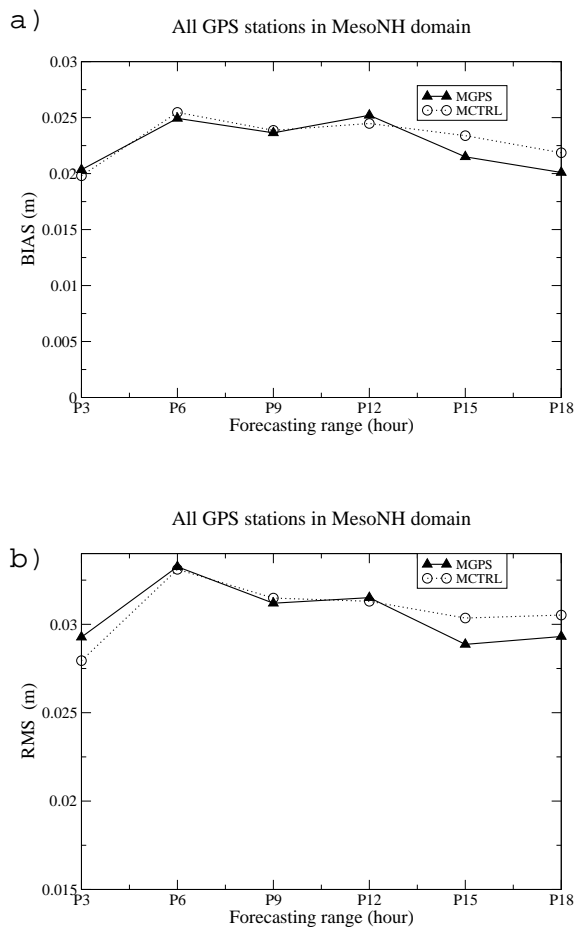 a)
All GPS stations in MesoNH domain
0.03
0.025
0.02
0.015
0.01
0.005
0
BIAS (m)
MGPS
MCTRL
P3 P6 P9 P12 P15 P18
Forecasting range (hour)
b)
All GPS stations in MesoNH domain
0.03
0.025
0.02
0.015
RMS (m)
MGPS
MCTRL
P3 P6 P9 P12 P15 P18
Forecasting range (hour)